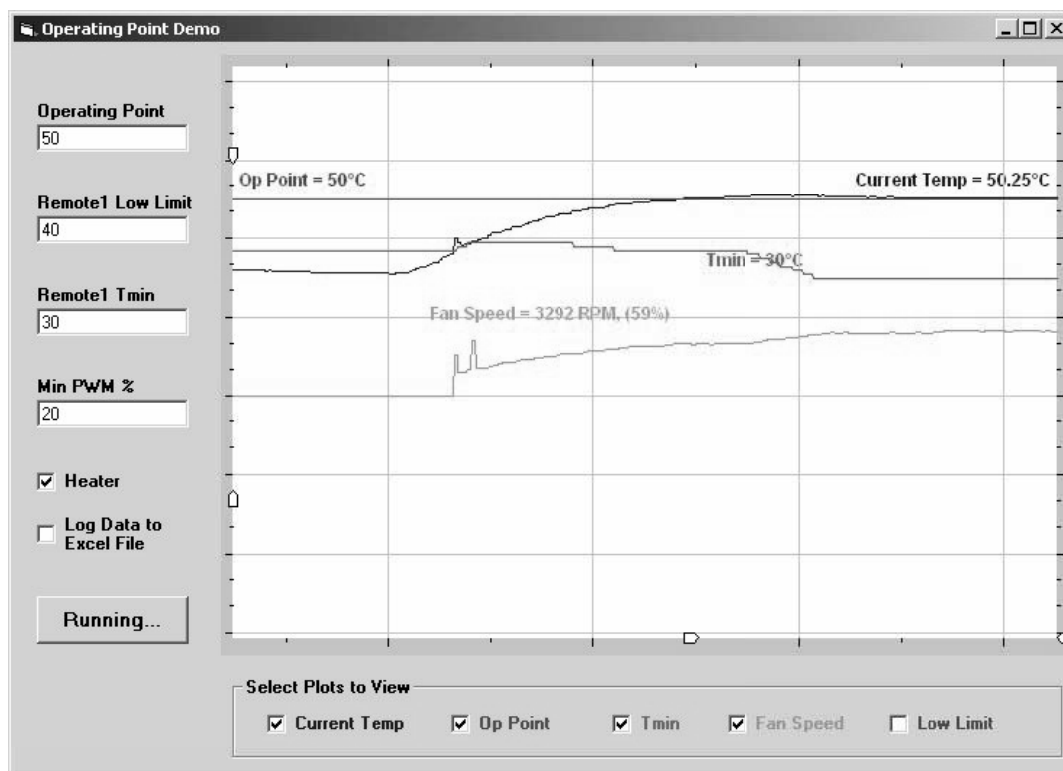 Operating Point Demo
Operating Point
50
Remote1 Low Limit
40
Remote1 Tmin
30
Min PWM %
20
Heater
Log Data to
Excel File
Running...
Op Point = 50°C
Current Temp = 50.25°C
Tmin = 30°C
Fan Speed = 3292 RPM, (59%)
Select Plots to View
Current Temp
Op Point
Tmin
Fan Speed
Low Limit